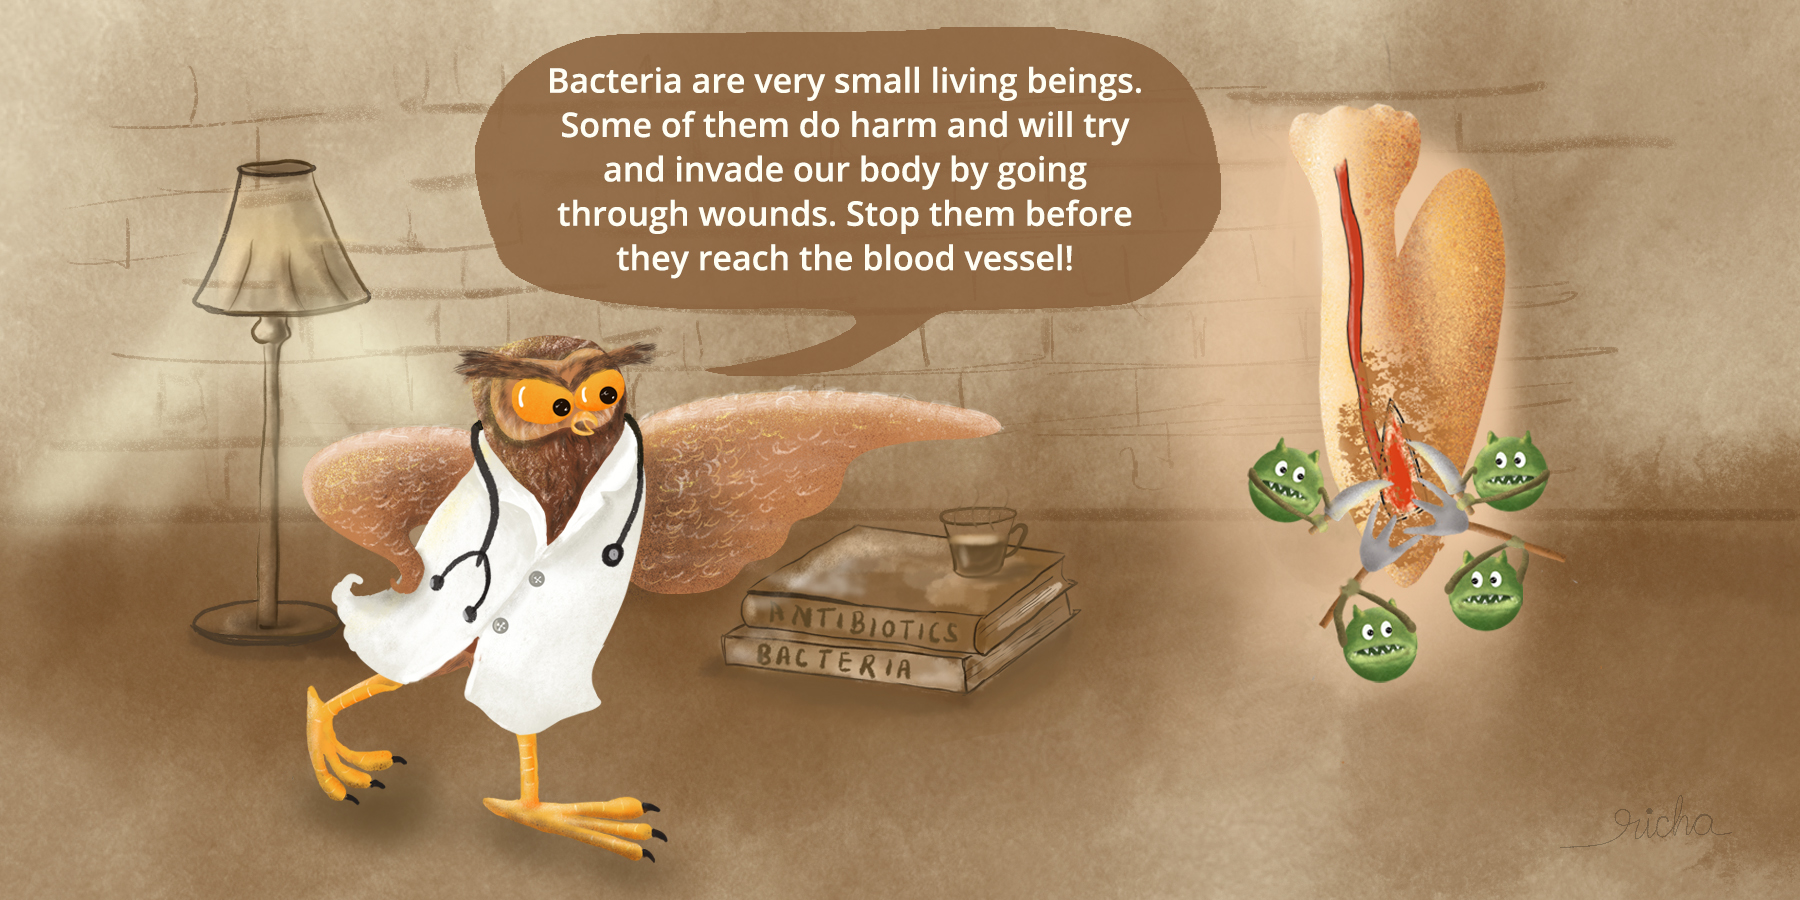 Bacteria are very small living beings.
Some of them do harm and will try
and invade our body by going
through wounds. Stop them before
they reach the blood vessel!
ANTIBIOTICS
BACTERIA
richa